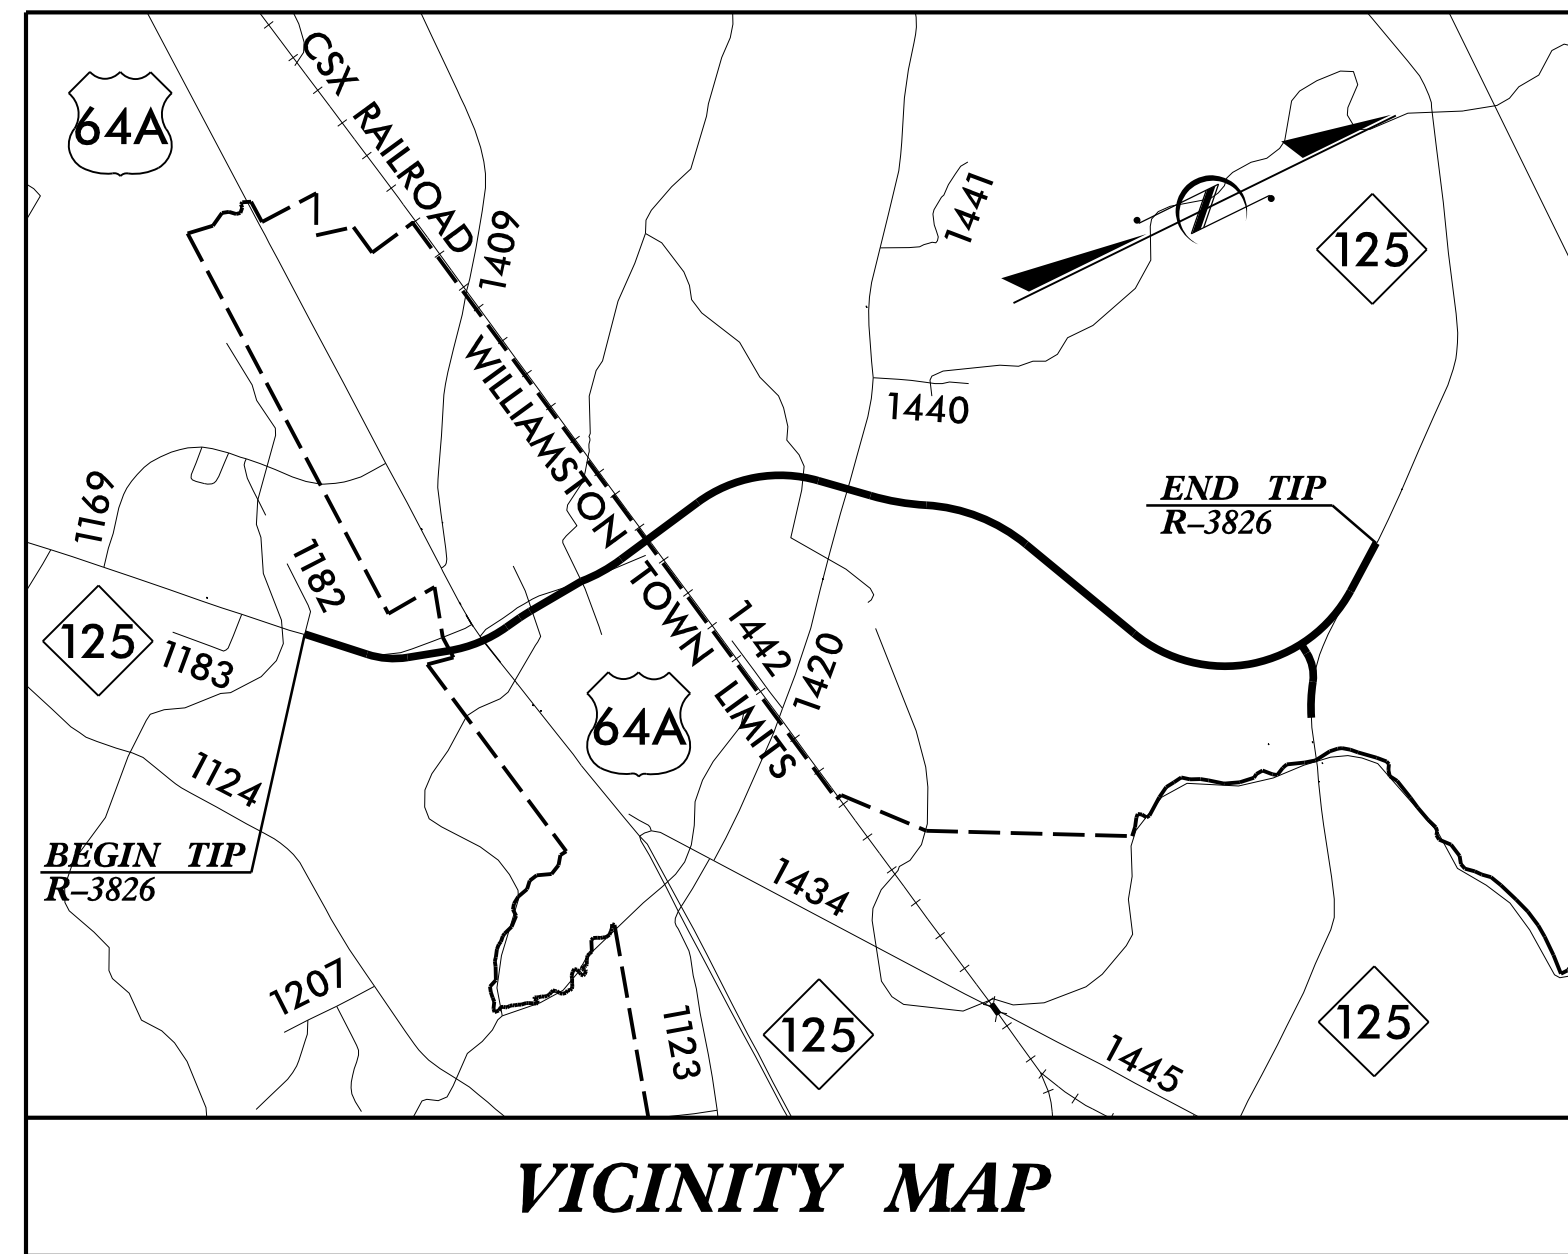 CSX RAILROAD
64A
1409
1441
125
WILLIAMSTON TOWN LIMITS
1440
END TIP
R–3826
1169
1182
125
1183
1442
1420
64A
1124
BEGIN TIP
R–3826
1434
1207
1123
125
125
1445
VICINITY MAP